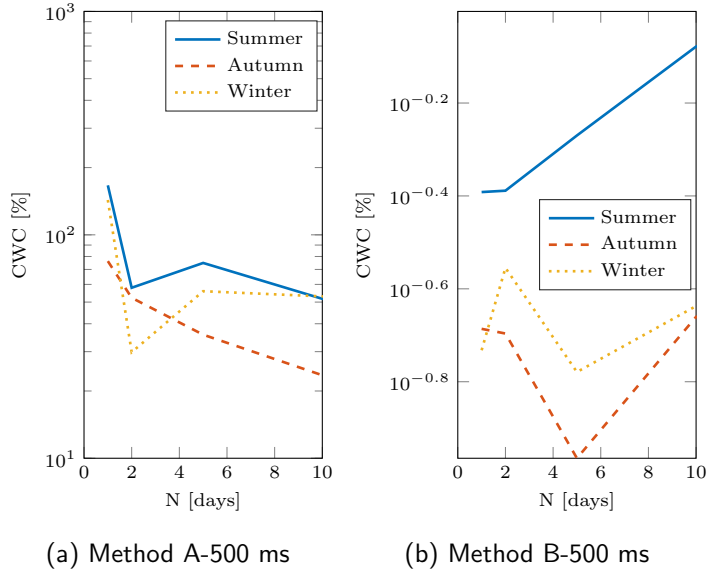 10^3
10^2
10^1
CWC [%]
Summer
Autumn
Winter
0 2 4 6 8 10
N [days]
(a) Method A-500 ms
10^−0.2
10^−0.4
10^−0.6
10^−0.8
CWC [%]
Summer
Autumn
Winter
0 2 4 6 8 10
N [days]
(b) Method B-500 ms